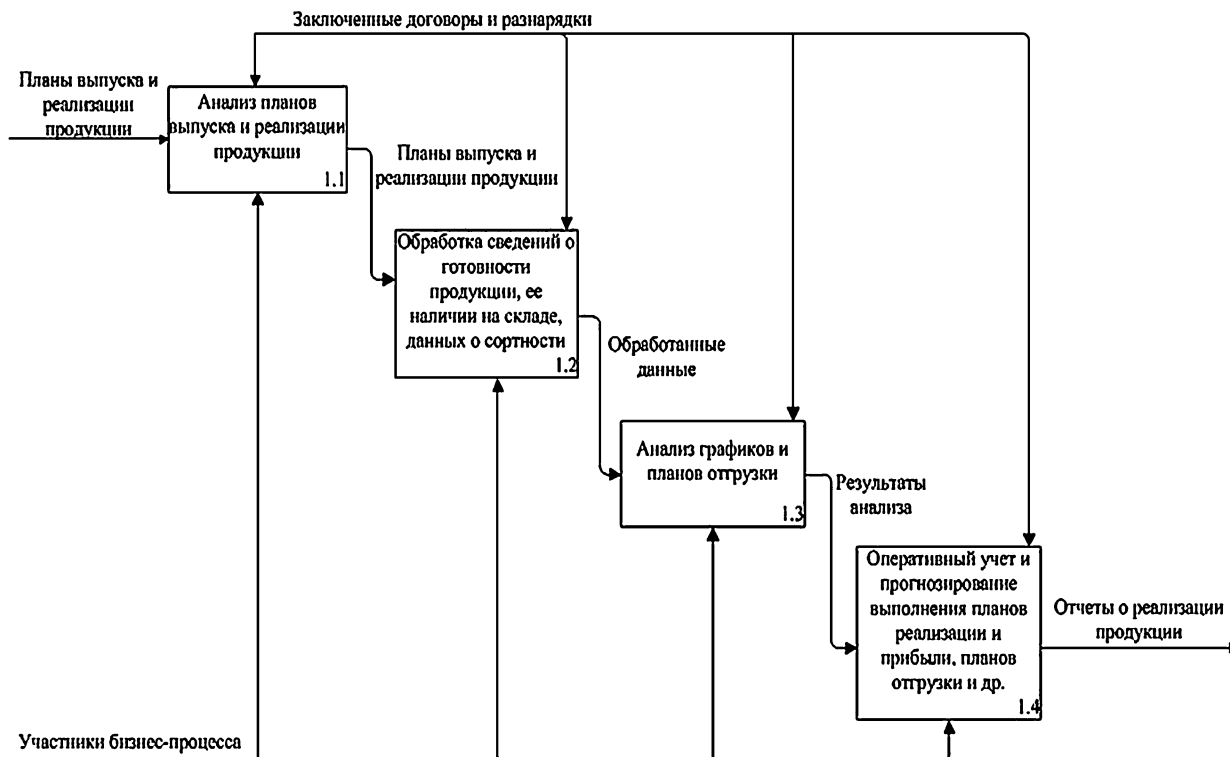 Заключенные договоры и разнарядки
Планы выпуска и
реализации
продукции
Анализ планов
выпуска и реализации
продукции
1.1
Планы выпуска и
реализации продукции
Обработка сведений о
готовности
продукции, ее
наличии на складе,
данных о сортности
1.2
Обработанные
данные
Анализ графиков и
планов отгрузки
1.3
Результаты
анализа
Оперативный учет и
прогнозирование
выполнения планов
реализации и
прибыли, планов
отгрузки и др.
1.4
Отчеты о реализации
продукции
Участники бизнес-процесса